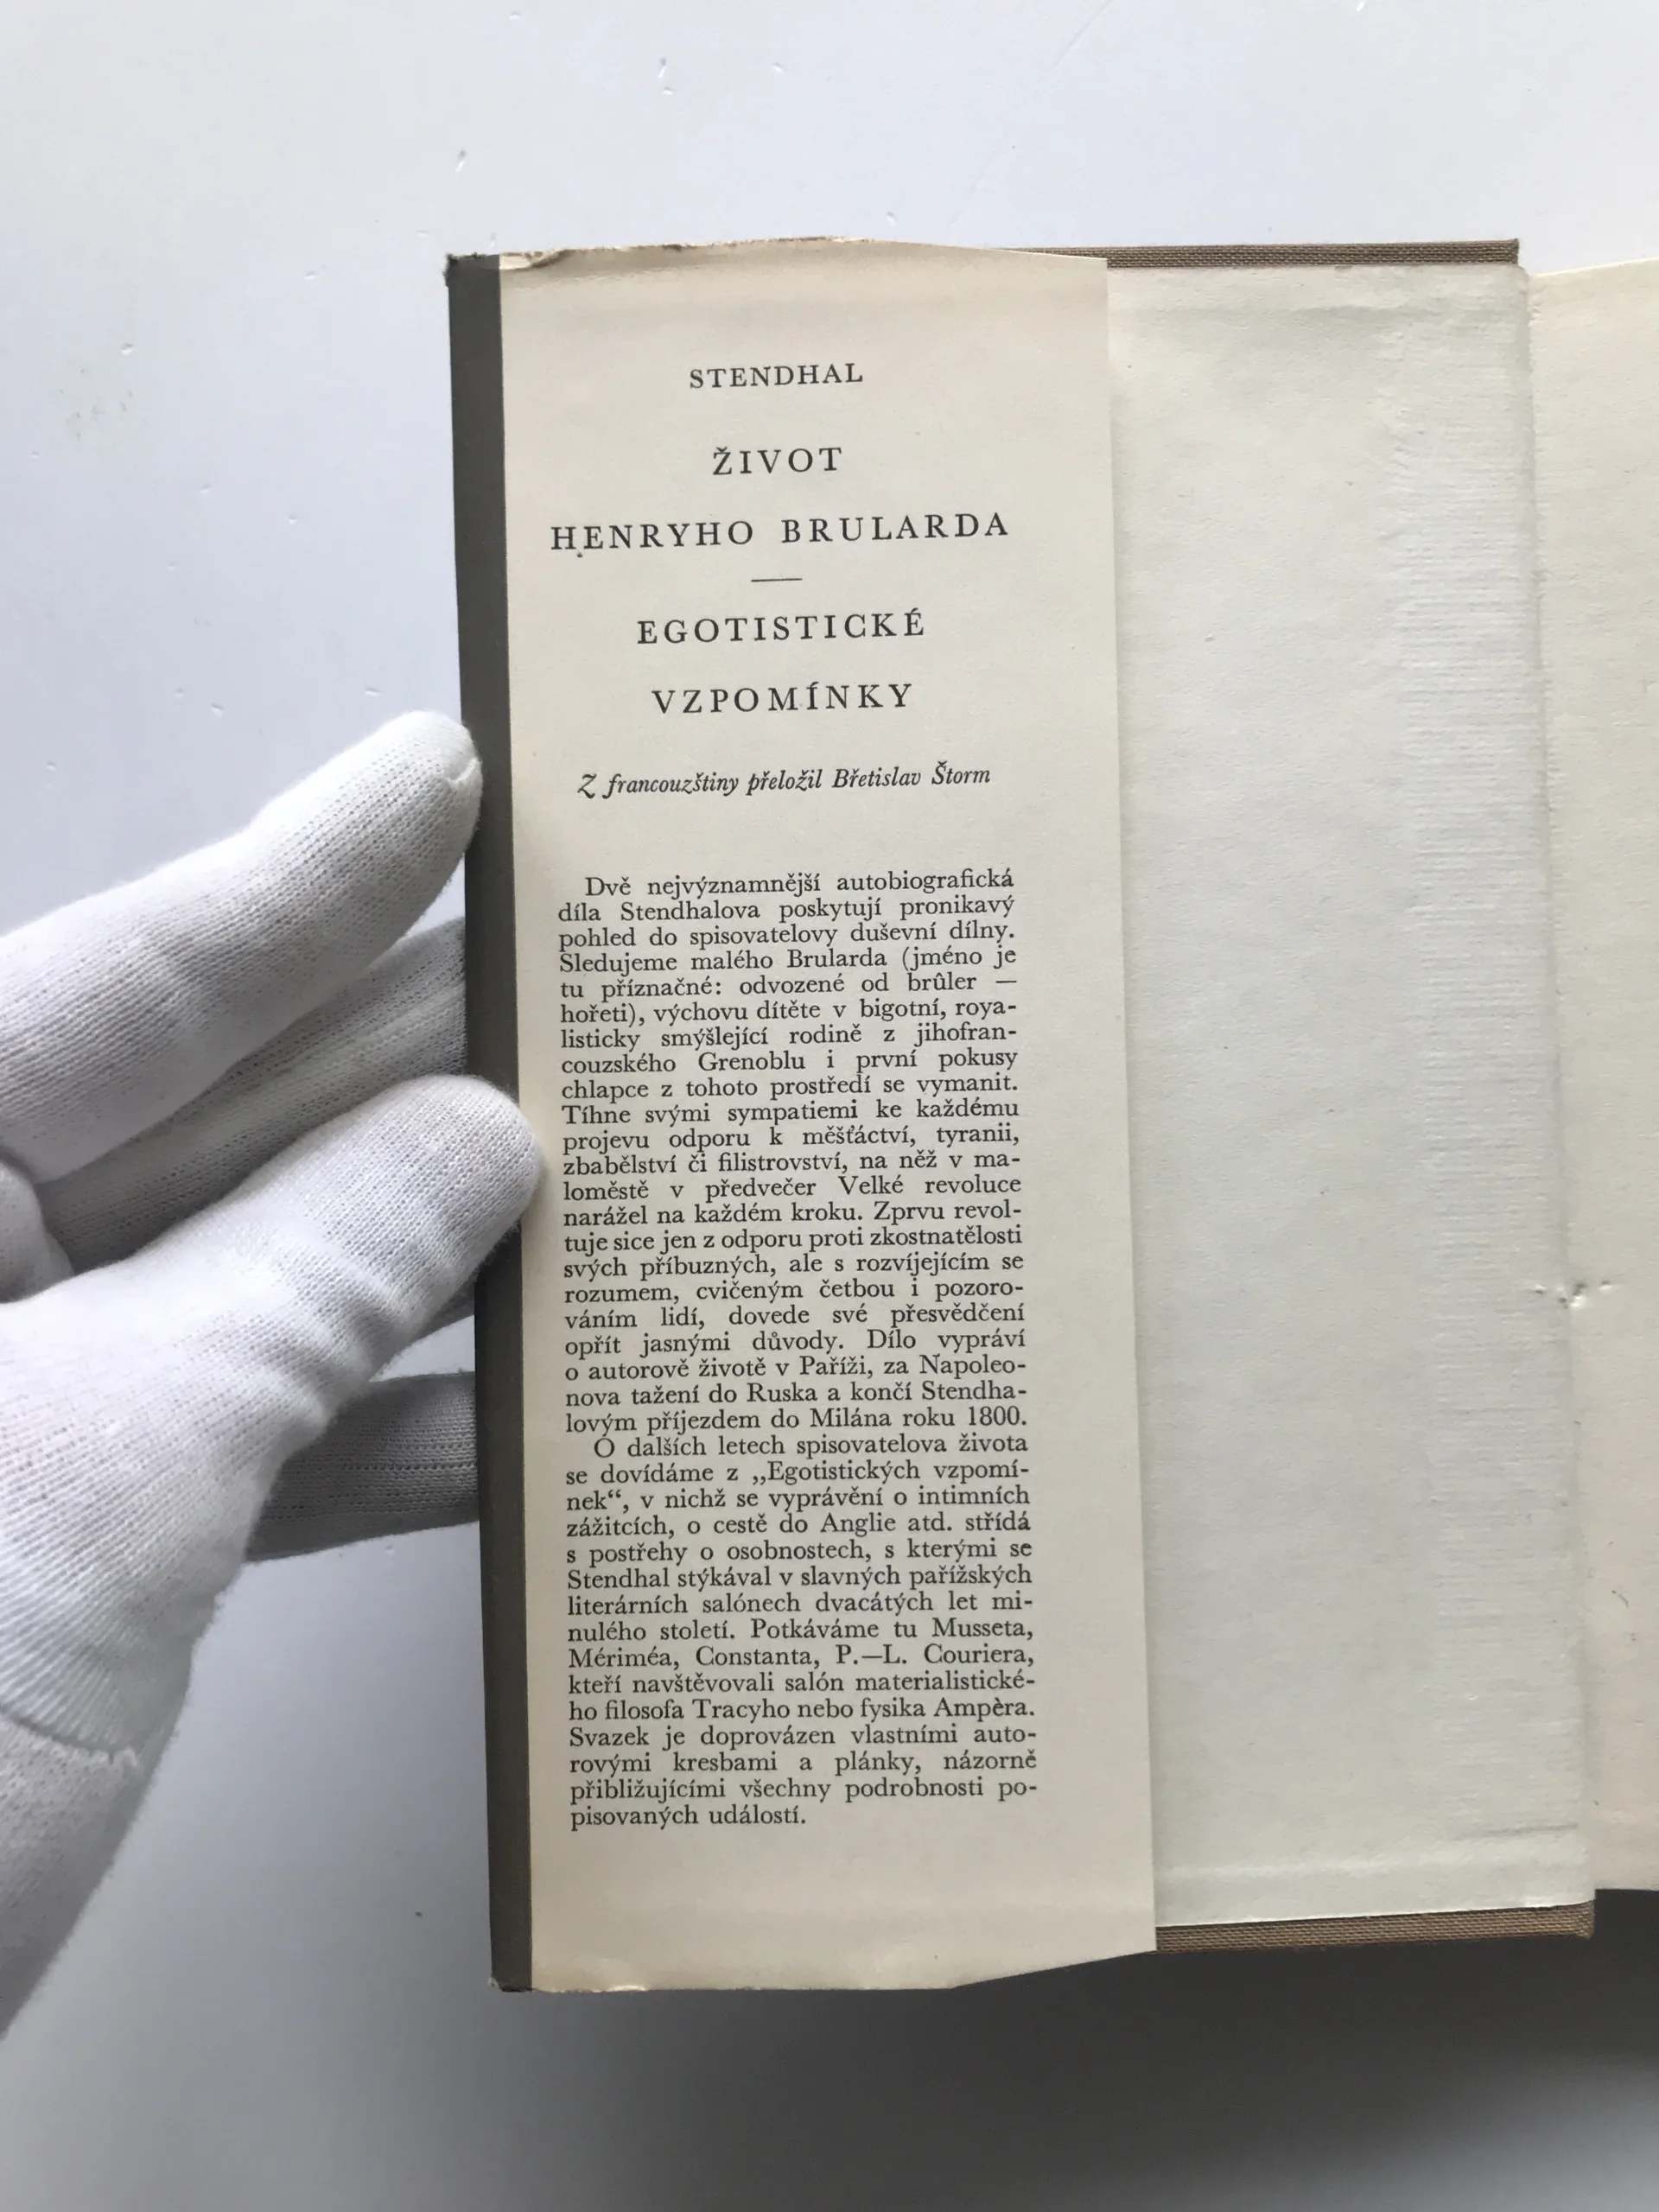 STENDHAL
ŽIVOT
HENRYHO BRULARDA
—
EGOTISTICKÉ
VZPOMÍNKY
Z francouzštiny přeložil Břetislav Štorm
Dvě nejvýznamnější autobiografická
díla Stendhalova poskytují pronikavý
pohled do spisovatelovy duševní dílny.
Sledujeme malého Brularda (jméno je
tu příznačné: odvozené od brûler —
hořeti), výchovu dítěte v bigotní, roya-
listicky smýšlející rodině z jihofran-
couzského Grenoblu i první pokusy
chlapce z tohoto prostředí se vymanit.
Tíhne svými sympatiemi ke každému
projevu odporu k měšťáctví, tyranii,
zbabělství či filistrovství, na něž v ma-
loměstě v předvečer Velké revoluce
narážel na každém kroku. Zprvu revol-
tuje sice jen z odporu proti zkostnatělosti
svých příbuzných, ale s rozvíjejícím se
rozumem, cvičeným četbou i pozoro-
váním lidí, dovede své přesvědčení
opřít jasnými důvody. Dílo vypráví
o autorově životě v Paříži, za Napoleo-
nova tažení do Ruska a končí Stendha-
lovým příjezdem do Milána roku 1800.
O dalších letech spisovatelova života
se dovídáme z „Egotistických vzpomí-
nek“, v nichž se vyprávění o intimních
zážitcích, o cestě do Anglie atd. střídá
s postřehy o osobnostech, s kterými se
Stendhal stýkával v slavných pařížských
literárních salónech dvacátých let mi-
nulého století. Potkáváme tu Musseta,
Mériméa, Constanta, P.—L. Couriera,
kteří navštěvovali salón materialistické-
ho filosofa Tracyho nebo fysika Ampèra.
Svazek je doprovázen vlastními auto-
rovými kresbami a plánky, názorně
přibližujícími všechny podrobnosti po-
pisovaných událostí.